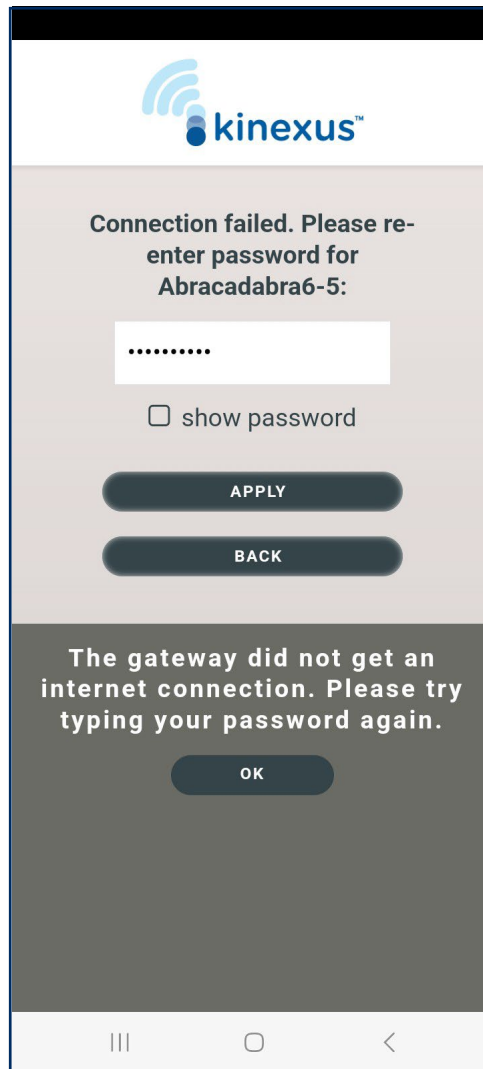 kinexus™
Connection failed. Please re-
enter password for
Abracadabra6-5:
••••••••••
show password
APPLY
BACK
The gateway did not get an
internet connection. Please try
typing your password again.
OK